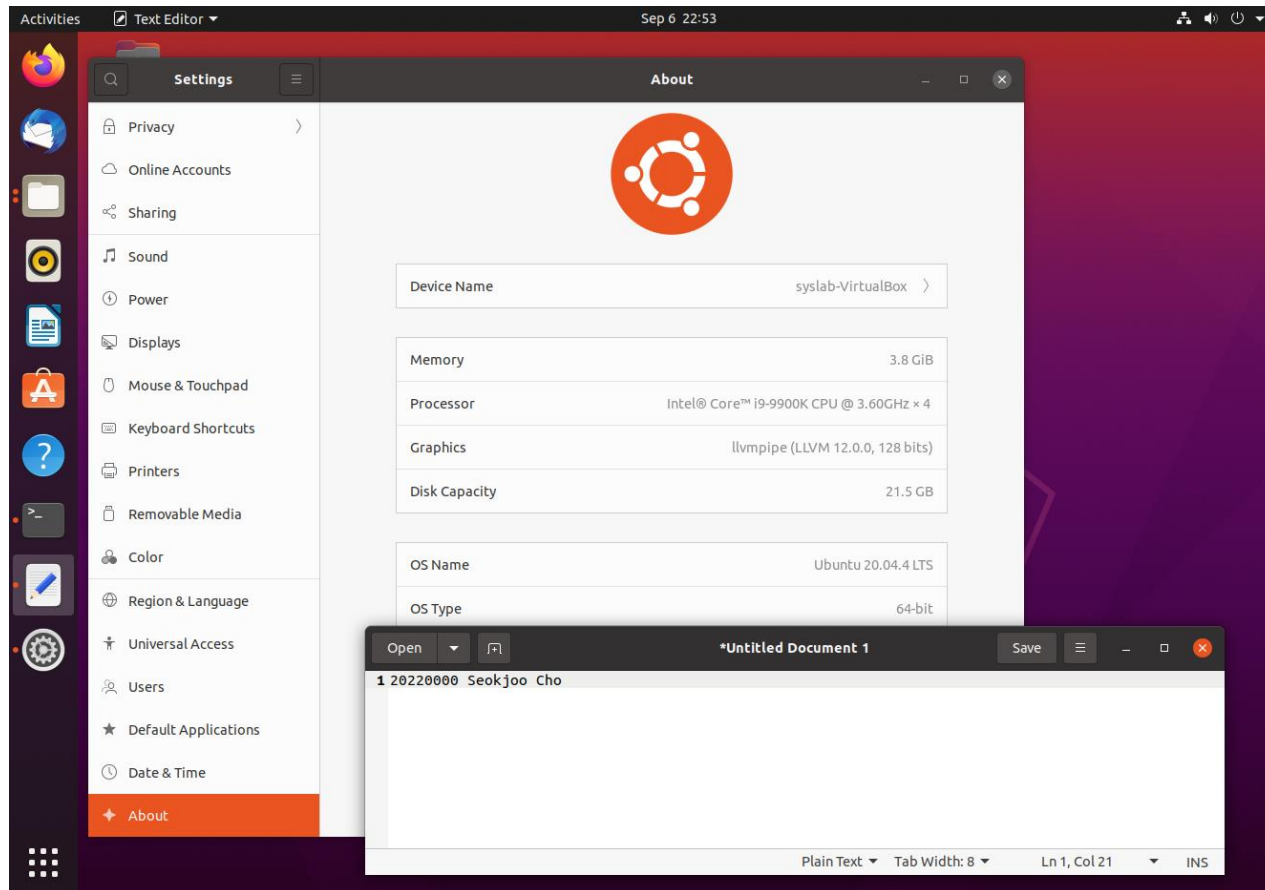 Activities Text Editor Sep 6 22:53
Settings About
Privacy
Online Accounts
Sharing
Sound
Power
Displays
Mouse & Touchpad
Keyboard Shortcuts
Printers
Removable Media
Color
Region & Language
Universal Access
Users
Default Applications
Date & Time
About
Device Name syslab-VirtualBox
Memory 3.8 GiB
Processor Intel® Core™ i9-9900K CPU @ 3.60GHz × 4
Graphics llvmpipe (LLVM 12.0.0, 128 bits)
Disk Capacity 21.5 GB
OS Name Ubuntu 20.04.4 LTS
OS Type 64-bit
Open *Untitled Document 1 Save
1 20220000 Seokjoo Cho
Plain Text Tab Width: 8 Ln 1, Col 21 INS